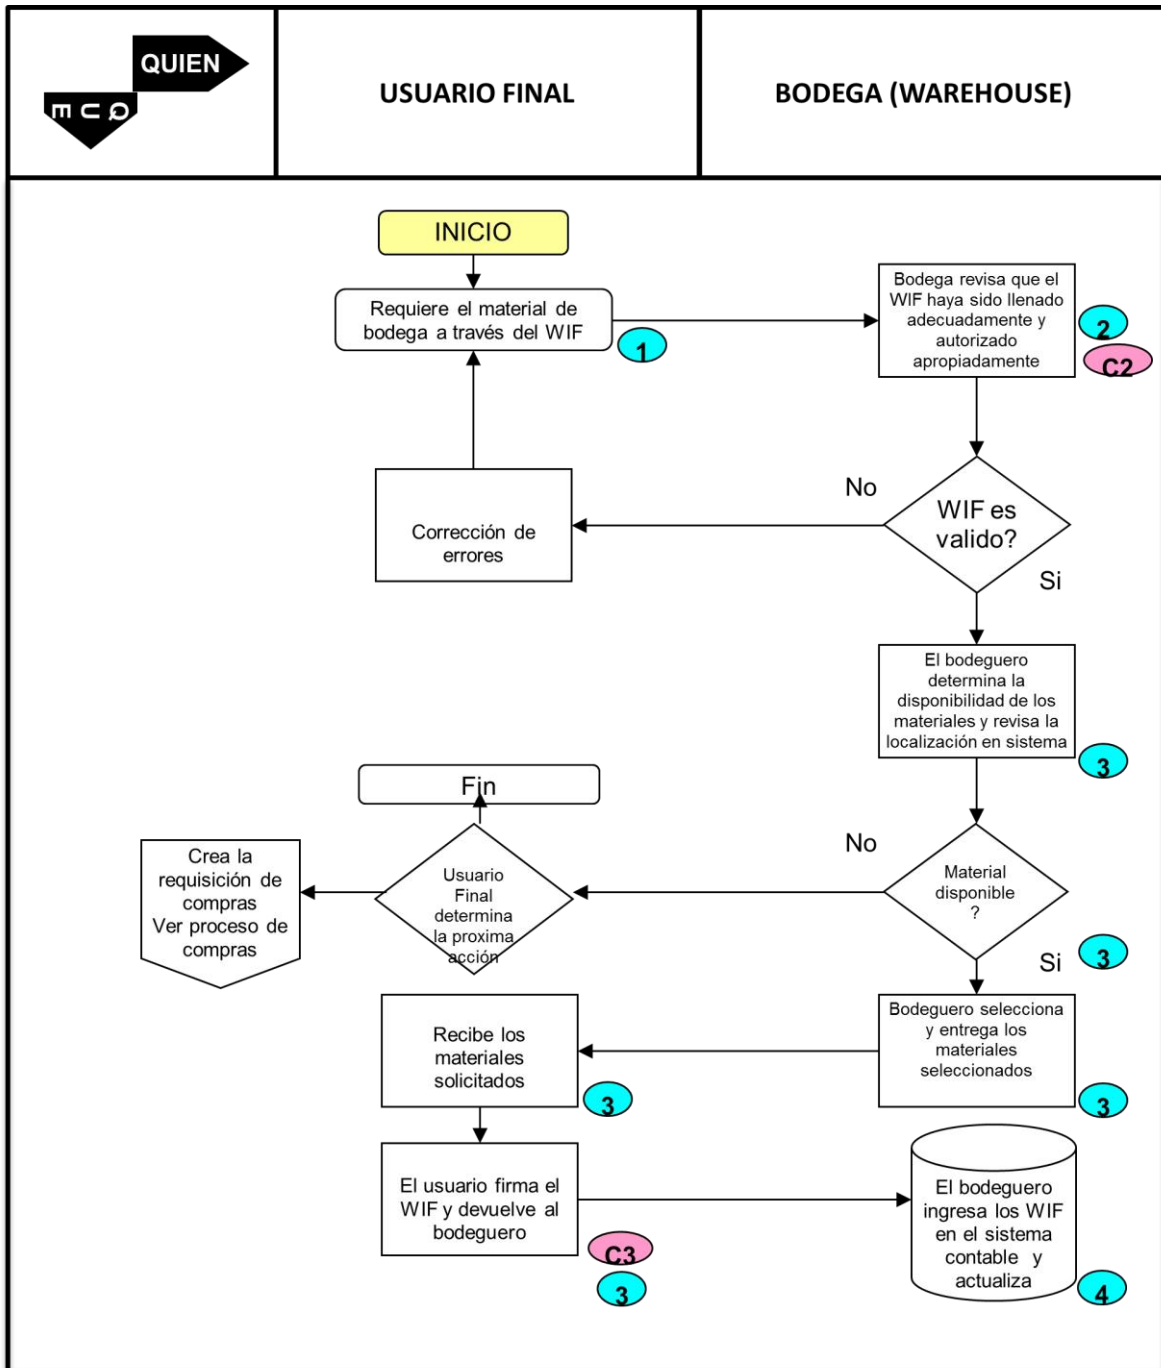 QUIEN
QUE
USUARIO FINAL
BODEGA (WAREHOUSE)
INICIO
Requiere el material de
bodega a través del WIF
1
Bodega revisa que el
WIF haya sido llenado
adecuadamente y
autorizado
apropiadamente
2
C2
No
WIF es
valido?
Si
Corrección de
errores
El bodeguero
determina la
disponibilidad de los
materiales y revisa la
localización en sistema
3
Fin
Crea la
requisición de
compras
Ver proceso de
compras
Usuario
Final
determina
la proxima
acción
No
Material
disponible
?
Si
3
Recibe los
materiales
solicitados
3
Bodeguero selecciona
y entrega los
materiales
seleccionados
3
El usuario firma el
WIF y devuelve al
bodeguero
C3
3
El bodeguero
ingresa los WIF
en el sistema
contable y
actualiza
4